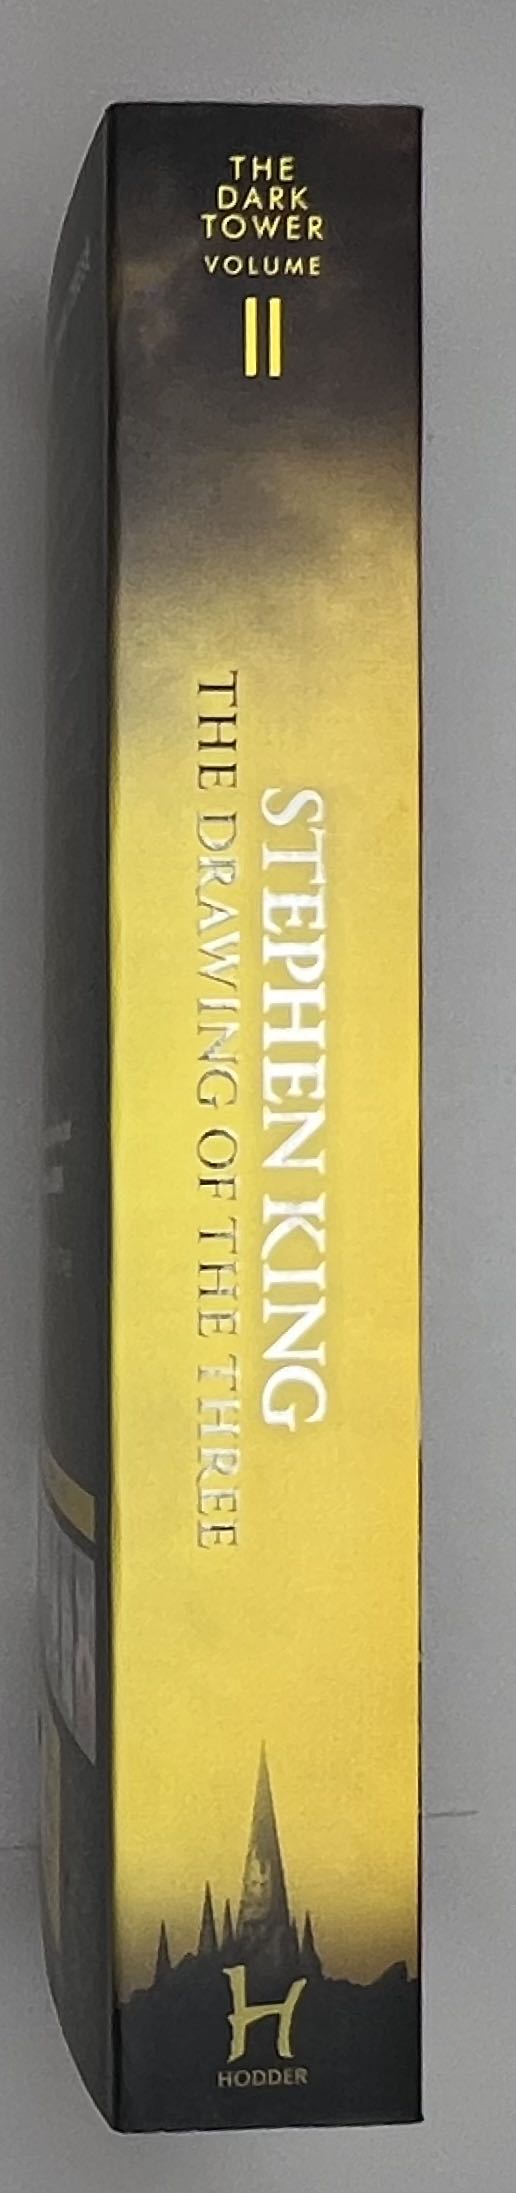 THE
DARK
TOWER
VOLUME
II
STEPHEN KING
THE DRAWING OF THE THREE
H
HODDER